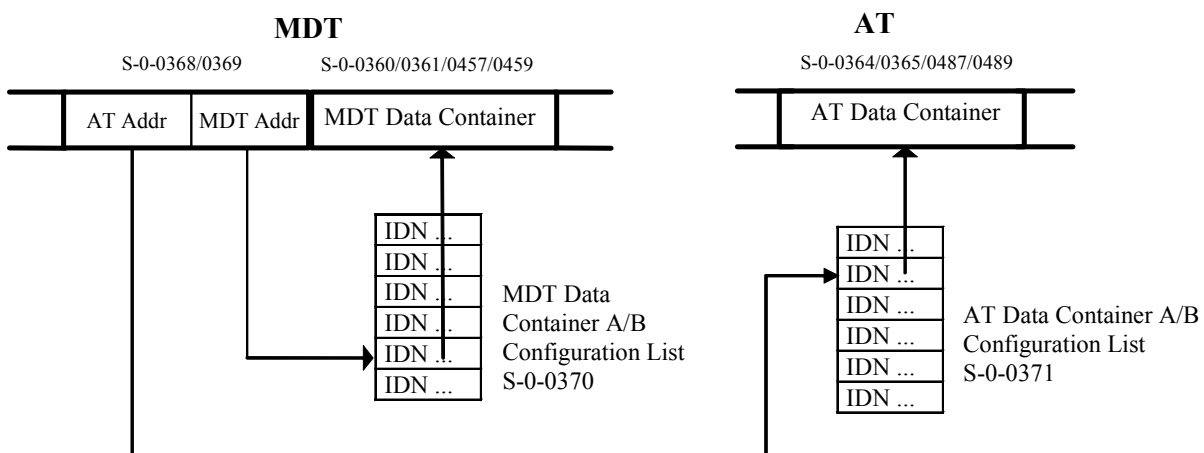 MDT
S-0-0368/0369
S-0-0360/0361/0457/0459
AT Addr
MDT Addr
MDT Data Container
IDN ...
IDN ...
IDN ...
IDN ...
IDN ...
IDN ...
MDT Data
Container A/B
Configuration List
S-0-0370
AT
S-0-0364/0365/0487/0489
AT Data Container
IDN ...
IDN ...
IDN ...
IDN ...
IDN ...
IDN ...
AT Data Container A/B
Configuration List
S-0-0371